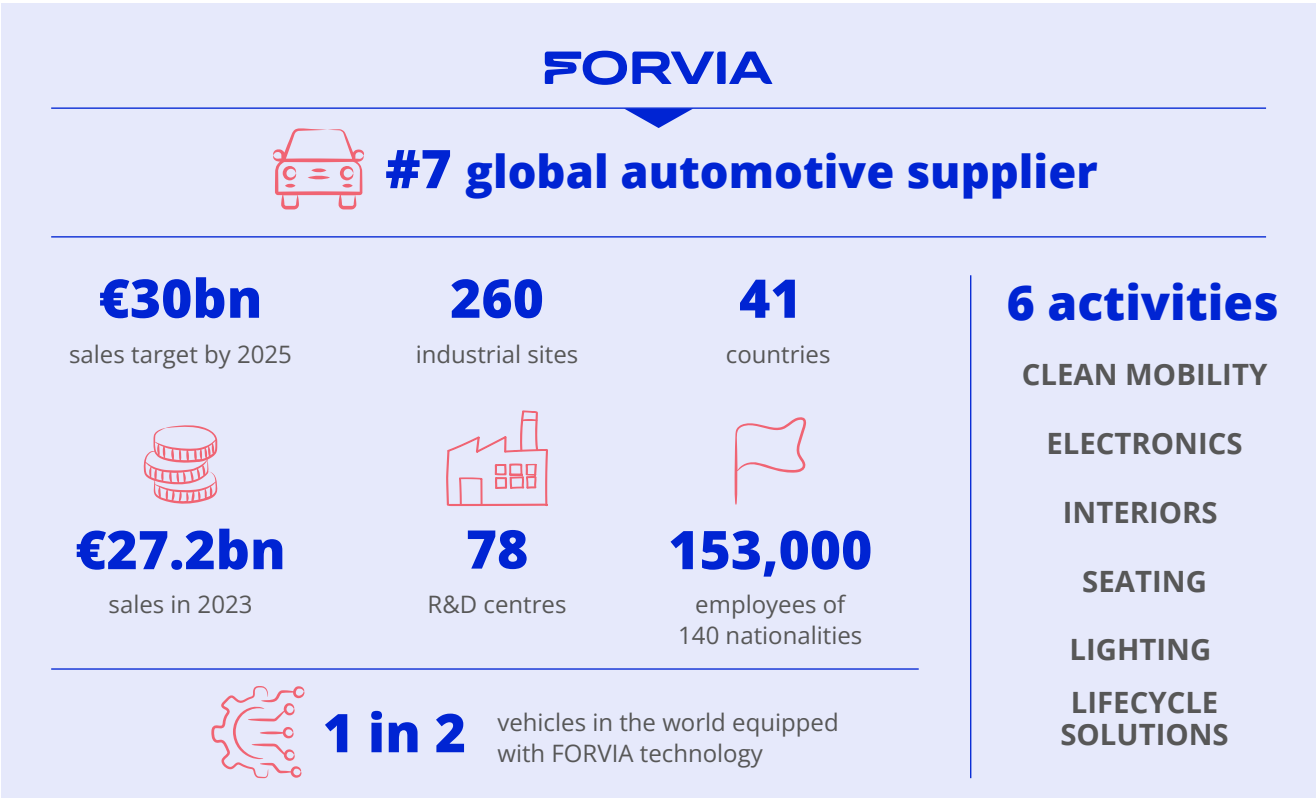 FORVIA
#7 global automotive supplier
€30bn
sales target by 2025
260
industrial sites
41
countries
€27.2bn
sales in 2023
78
R&D centres
153,000
employees of
140 nationalities
1 in 2
vehicles in the world equipped
with FORVIA technology
6 activities
CLEAN MOBILITY
ELECTRONICS
INTERIORS
SEATING
LIGHTING
LIFECYCLE
SOLUTIONS